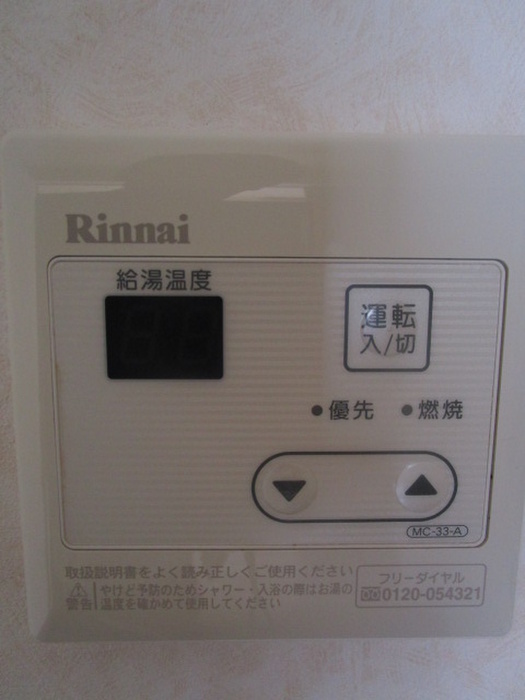 Rinnai
給湯温度
運転
入/切
優先
燃焼
MC-33-A
取扱説明書をよく読み正しくご使用ください
警告
やけど予防のためシャワー・入浴の際はお湯の
温度を確かめて使用してください
フリーダイヤル
0120-054321